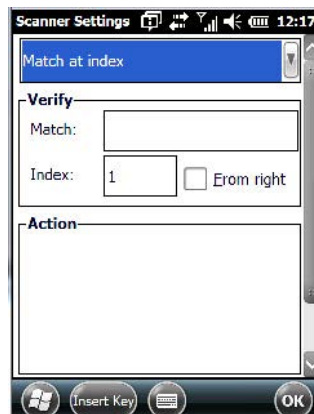 Scanner Settings 12:17
Match at index
Verify
Match:
Index: 1 From right
Action
Insert Key OK